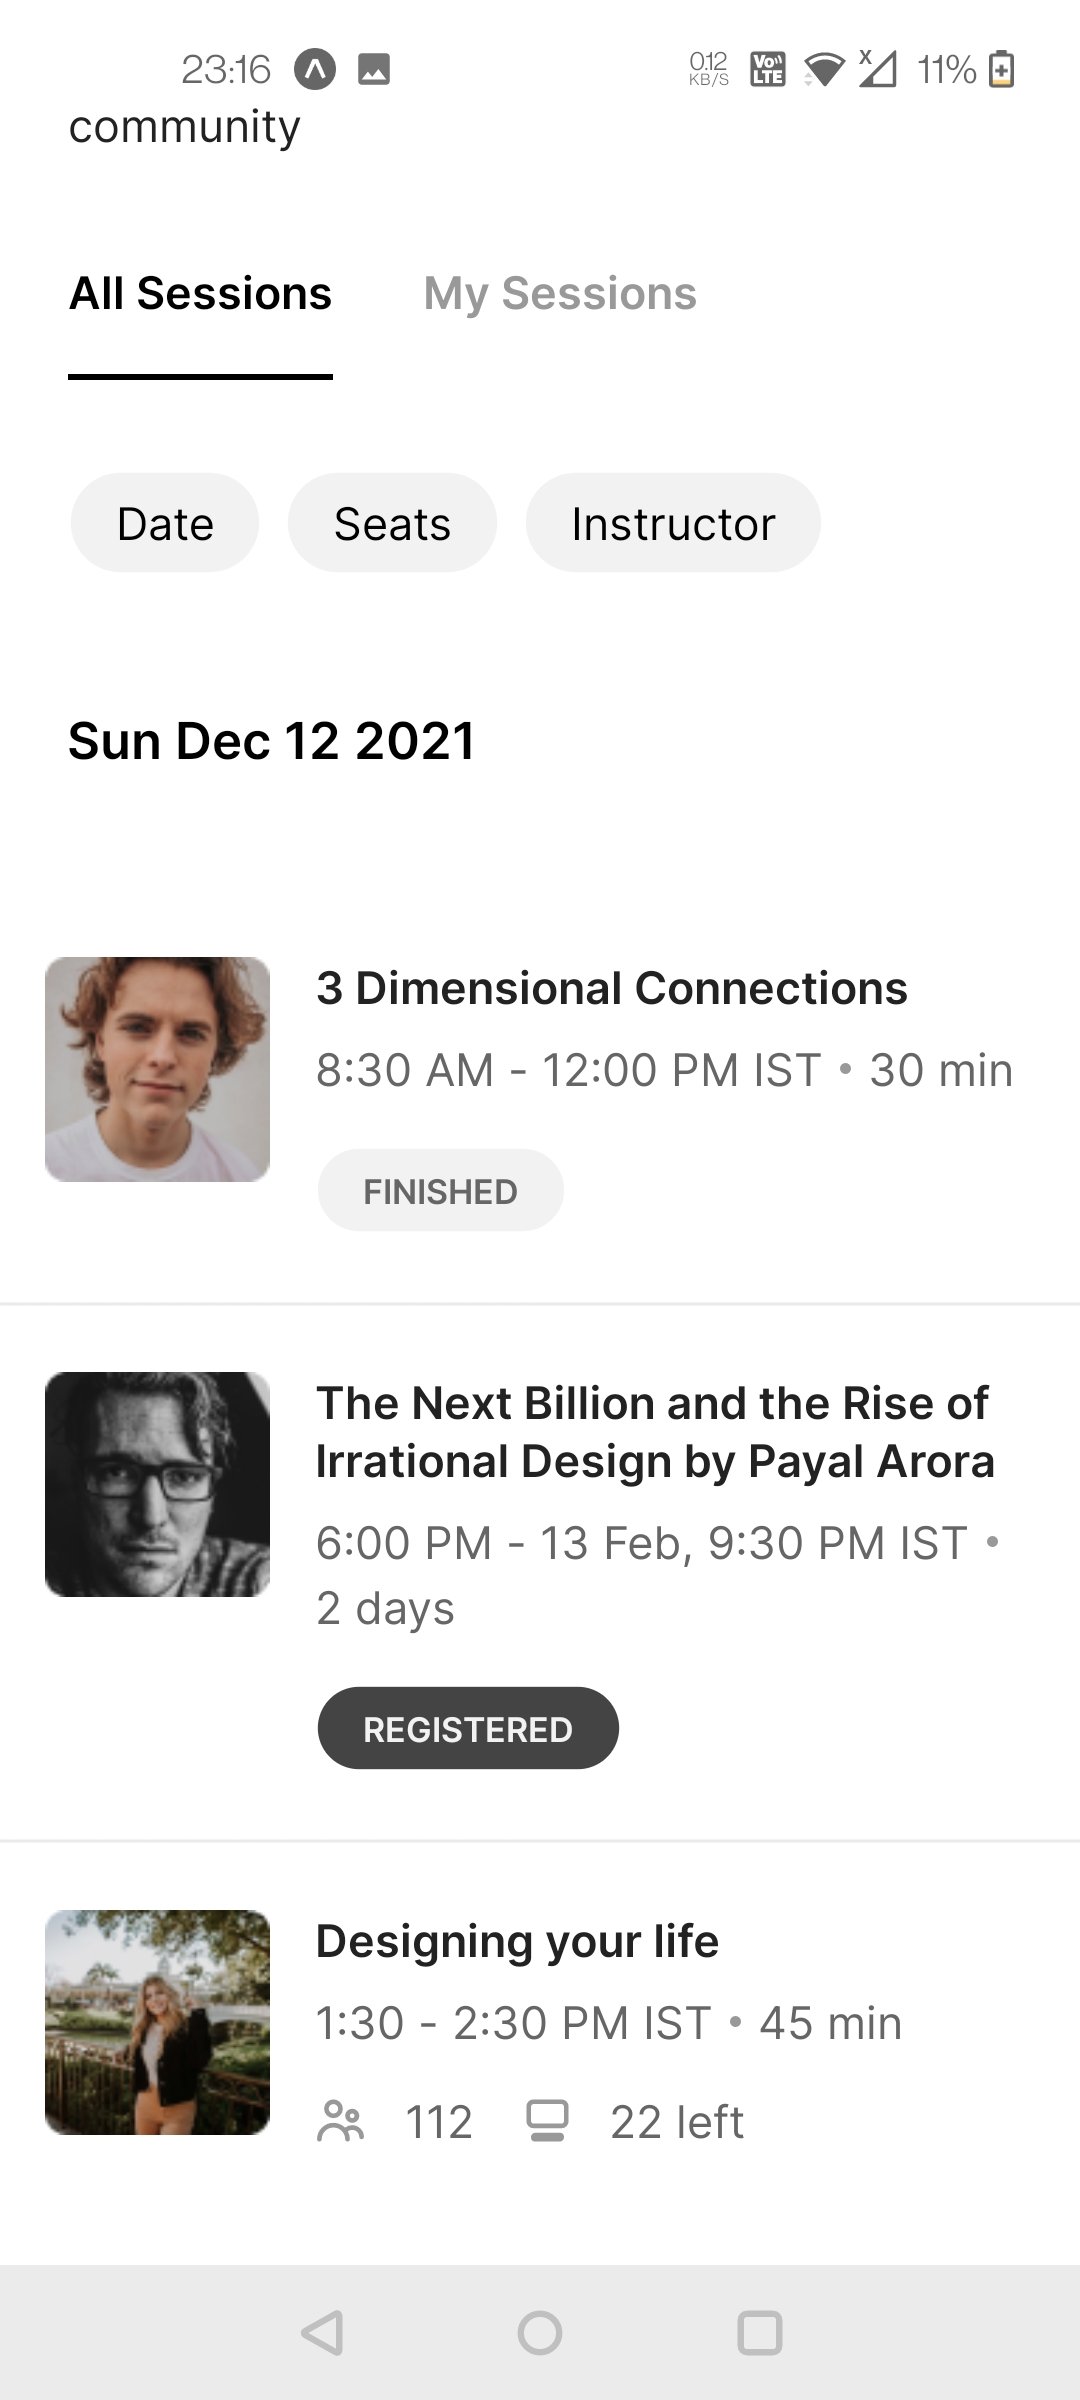 23:16 0.12 KB/S Vo)) LTE X 11%
community
All Sessions My Sessions
Date Seats Instructor
Sun Dec 12 2021
3 Dimensional Connections
8:30 AM - 12:00 PM IST • 30 min
FINISHED
The Next Billion and the Rise of
Irrational Design by Payal Arora
6:00 PM - 13 Feb, 9:30 PM IST •
2 days
REGISTERED
Designing your life
1:30 - 2:30 PM IST • 45 min
112 22 left